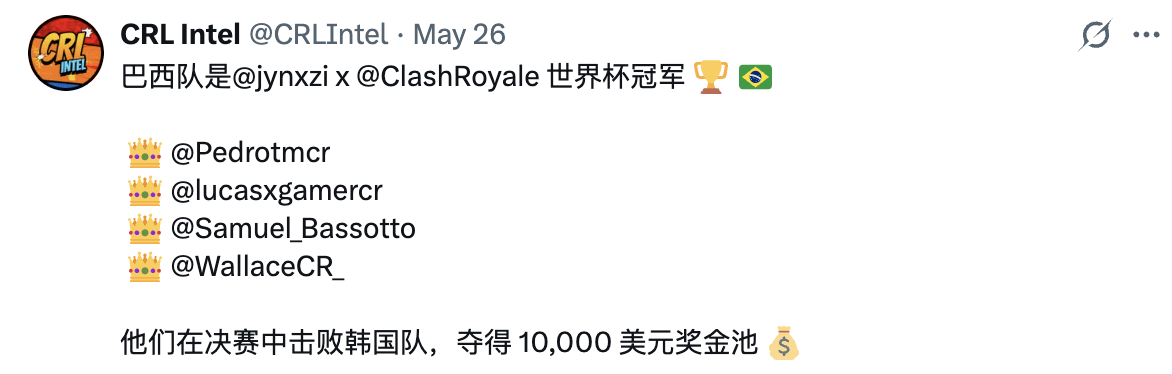 CRL
INTEL
CRL Intel @CRLIntel · May 26
巴西队是@jynxzi x @ClashRoyale 世界杯冠军 🏆 🇧🇷
👑 @Pedrotmcr
👑 @lucasxgamercr
👑 @Samuel_Bassotto
👑 @WallaceCR_
他们在决赛中击败韩国队，夺得 10,000 美元奖金池 💰